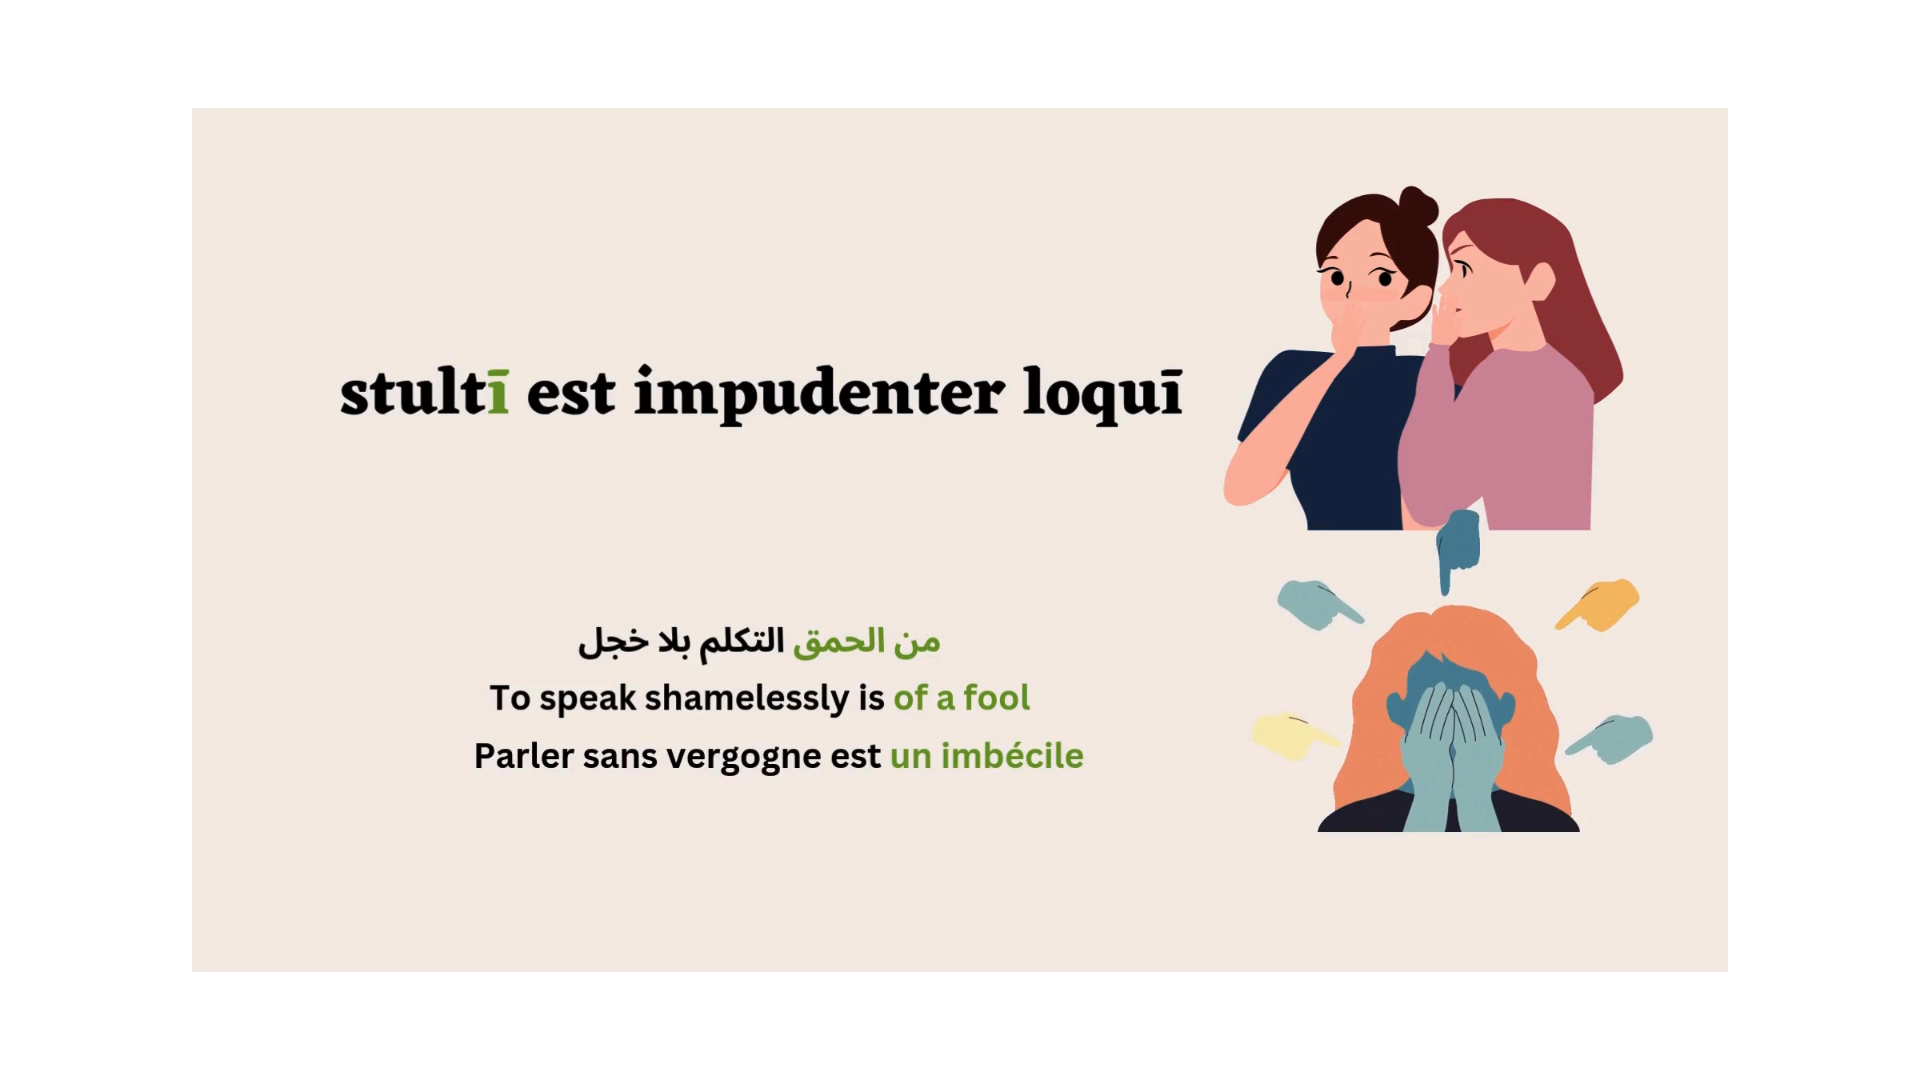 stultī est impudenter loquī
من الحمق التكلم بلا خجل
To speak shamelessly is of a fool
Parler sans vergogne est un imbécile